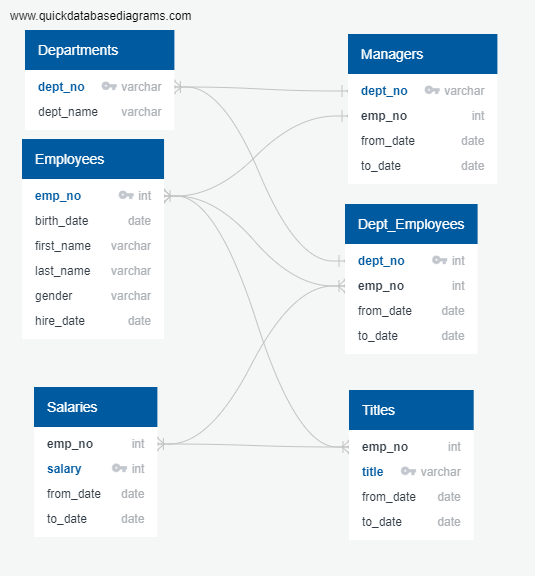 www.quickdatabasediagrams.com
Departments
dept_no varchar
dept_name varchar
Employees
emp_no int
birth_date date
first_name varchar
last_name varchar
gender varchar
hire_date date
Salaries
emp_no int
salary int
from_date date
to_date date
Managers
dept_no varchar
emp_no int
from_date date
to_date date
Dept_Employees
dept_no int
emp_no int
from_date date
to_date date
Titles
emp_no int
title varchar
from_date date
to_date date